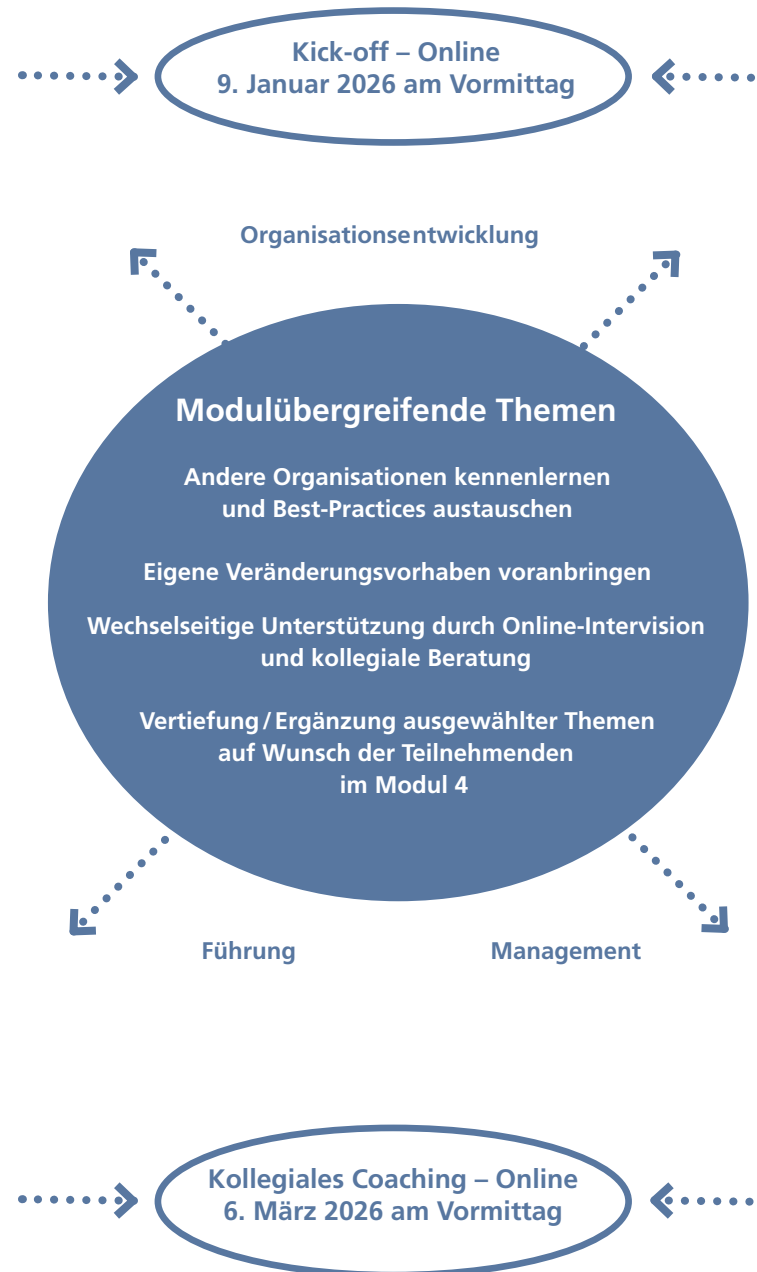 Kick-off – Online
9. Januar 2026 am Vormittag
Organisationsentwicklung
Modulübergreifende Themen
Andere Organisationen kennenlernen
und Best-Practices austauschen
Eigene Veränderungsvorhaben voranbringen
Wechselseitige Unterstützung durch Online-Intervision
und kollegiale Beratung
Vertiefung/Ergänzung ausgewählter Themen
auf Wunsch der Teilnehmenden
im Modul 4
Führung Management
Kollegiales Coaching – Online
6. März 2026 am Vormittag